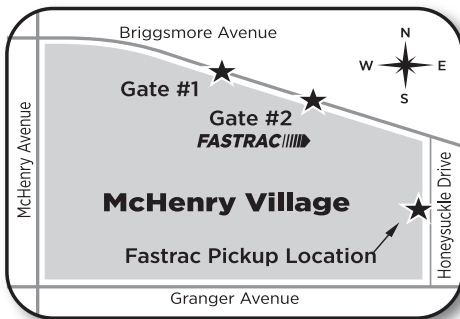 Briggsmore Avenue
N
W E
S
Gate #1
Gate #2
FASTRAC
McHenry Avenue
McHenry Village
Honeysuckle Drive
Fastrac Pickup Location
Granger Avenue